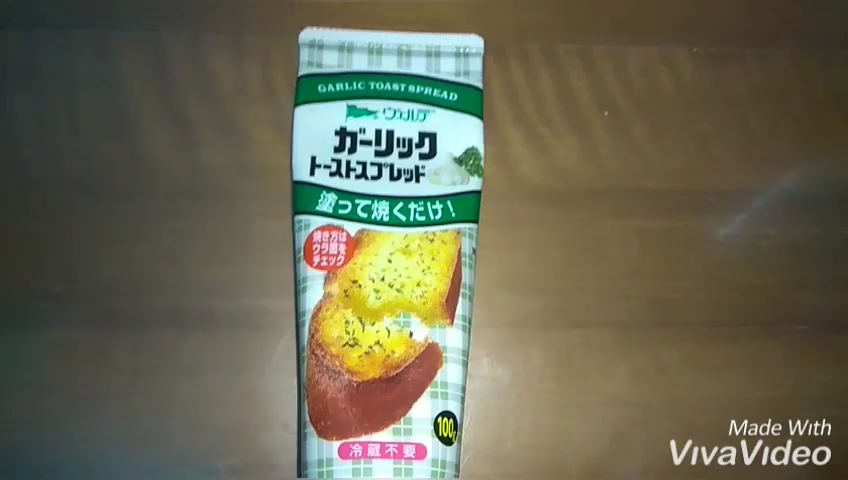 GARLIC TOAST SPREAD
ヴェルデ
ガーリック
トーストスプレッド
塗って焼くだけ!
焼き方は
ウラ面を
チェック
100g
冷蔵不要
Made With
VivaVideo